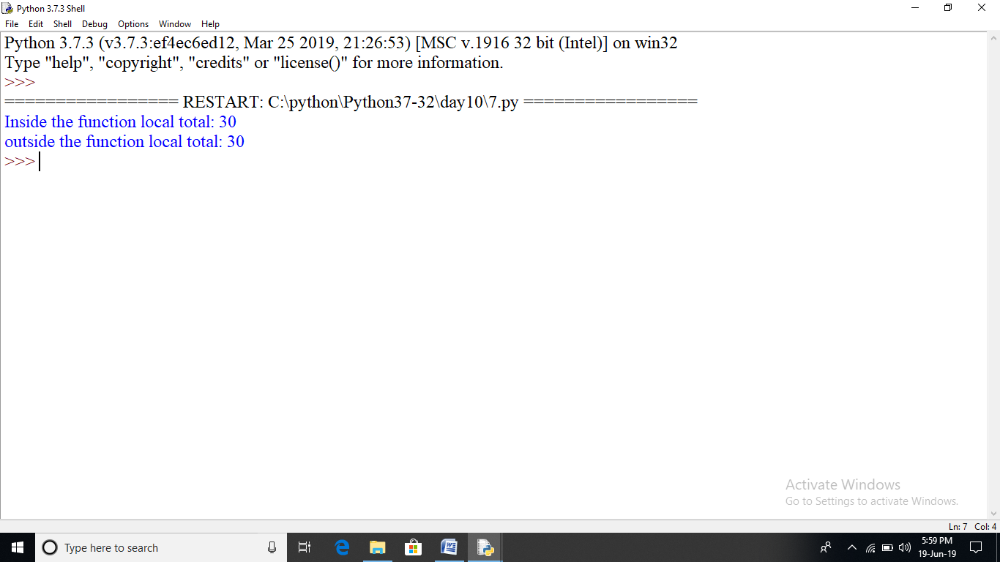 Python 3.7.3 Shell
File Edit Shell Debug Options Window Help
Python 3.7.3 (v3.7.3:ef4ec6ed12, Mar 25 2019, 21:26:53) [MSC v.1916 32 bit (Intel)] on win32
Type "help", "copyright", "credits" or "license()" for more information.
>>>
================= RESTART: C:\python\Python37-32\day10\7.py =================
Inside the function local total: 30
outside the function local total: 30
>>>
Activate Windows
Go to Settings to activate Windows.
Ln: 7 Col: 4
Type here to search
5:59 PM
19-Jun-19